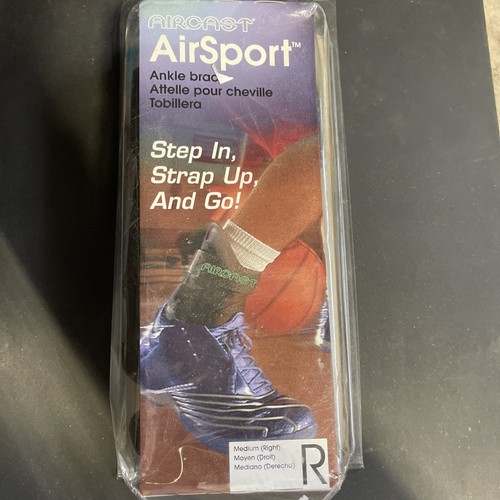 AIRCAST®
AirSport™
Ankle brac
Attelle pour cheville
Tobillera
Step In,
Strap Up,
And Go!
AIRCAST
Medium (Right)
Moyen (Droit)
Mediano (Derecho)
R